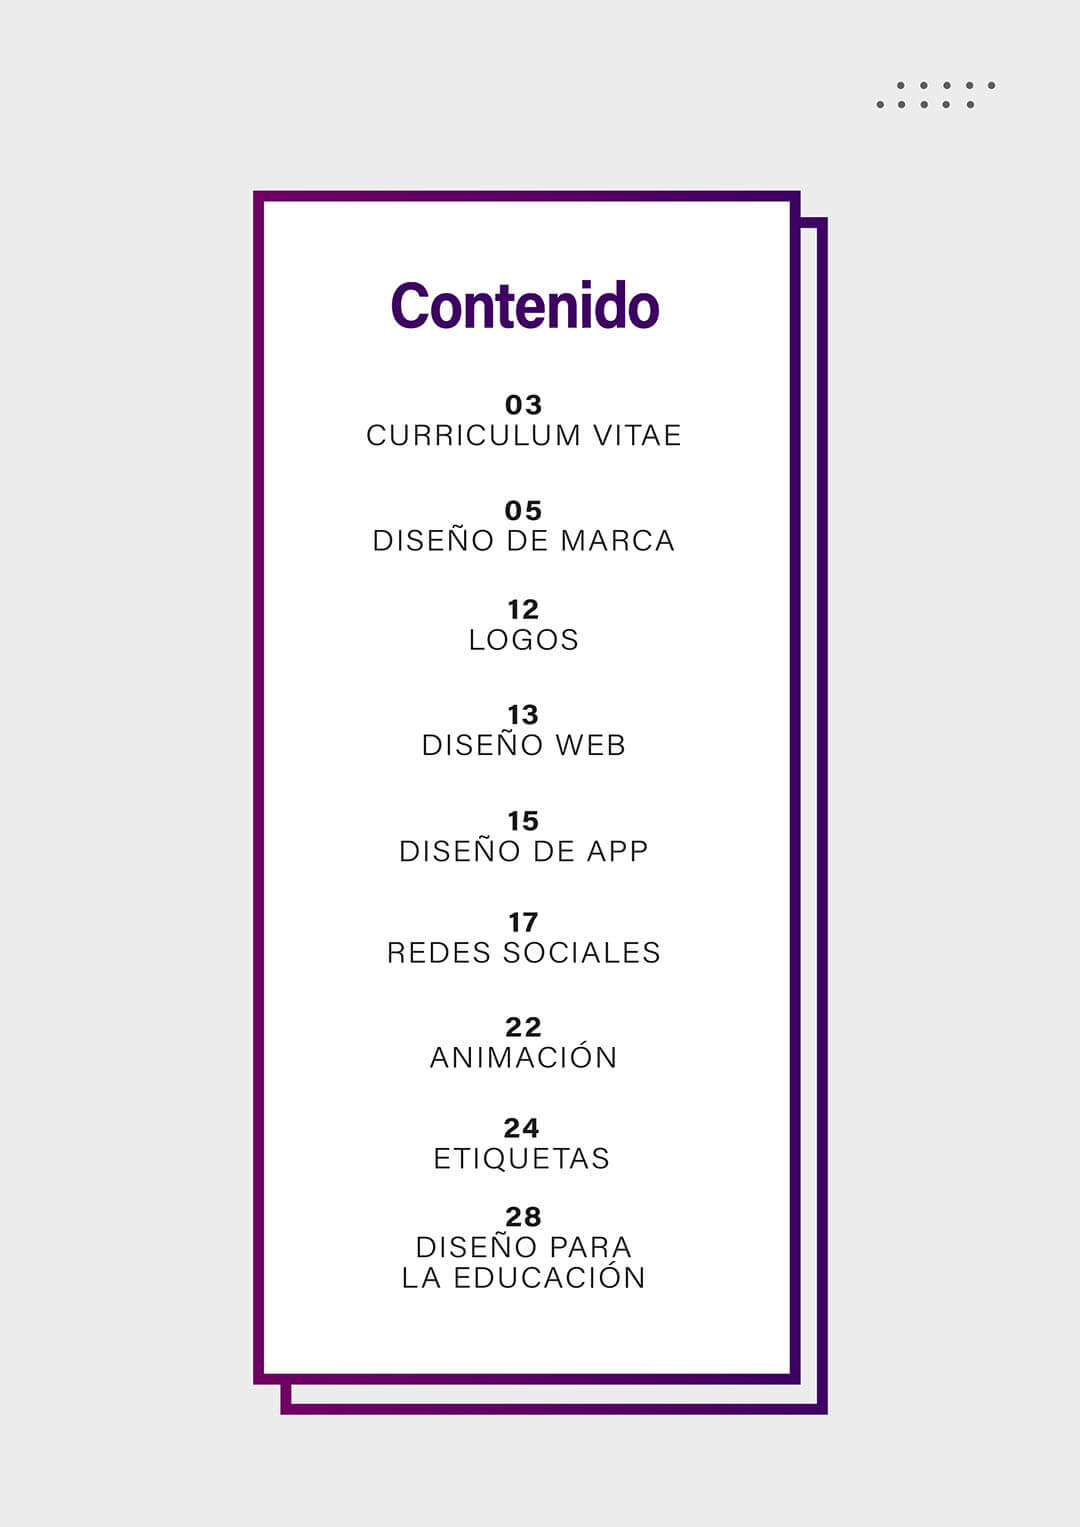 Contenido
03
CURRICULUM VITAE
05
DISEÑO DE MARCA
12
LOGOS
13
DISEÑO WEB
15
DISEÑO DE APP
17
REDES SOCIALES
22
ANIMACIÓN
24
ETIQUETAS
28
DISEÑO PARA
LA EDUCACIÓN